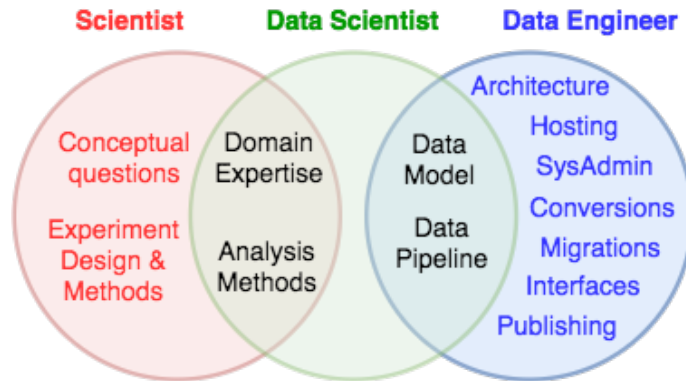 Scientist
Data Scientist
Data Engineer
Conceptual
questions
Experiment
Design &
Methods
Domain
Expertise
Analysis
Methods
Data
Model
Data
Pipeline
Architecture
Hosting
SysAdmin
Conversions
Migrations
Interfaces
Publishing